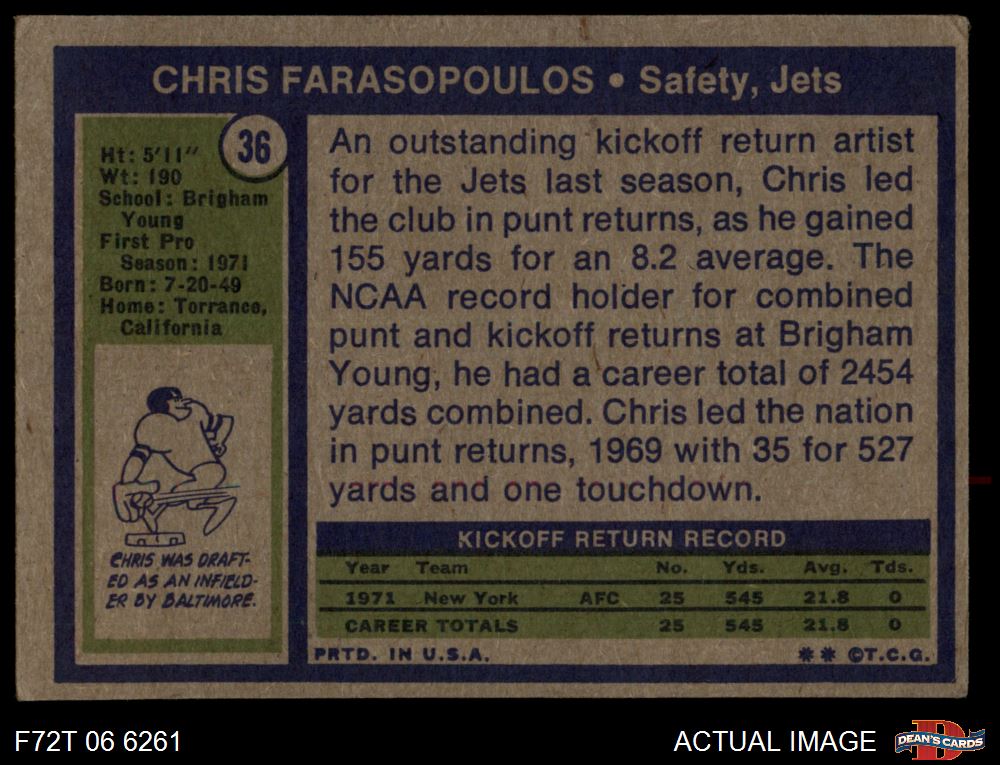 CHRIS FARASOPOULOS • Safety, Jets
36
Ht: 5'11"
Wt: 190
School: Brigham
Young
First Pro
Season: 1971
Born: 7-20-49
Home: Torrance,
California
CHRIS WAS DRAFT-
ED AS AN INFIELD-
ER BY BALTIMORE.
An outstanding kickoff return artist
for the Jets last season, Chris led
the club in punt returns, as he gained
155 yards for an 8.2 average. The
NCAA record holder for combined
punt and kickoff returns at Brigham
Young, he had a career total of 2454
yards combined. Chris led the nation
in punt returns, 1969 with 35 for 527
yards and one touchdown.
KICKOFF RETURN RECORD
Year Team No. Yds. Avg. Tds.
1971 New York AFC 25 545 21.8 0
CAREER TOTALS 25 545 21.8 0
PRTD. IN U.S.A. ** ©T.C.G.
F72T 06 6261
ACTUAL IMAGE
DEAN'S CARDS